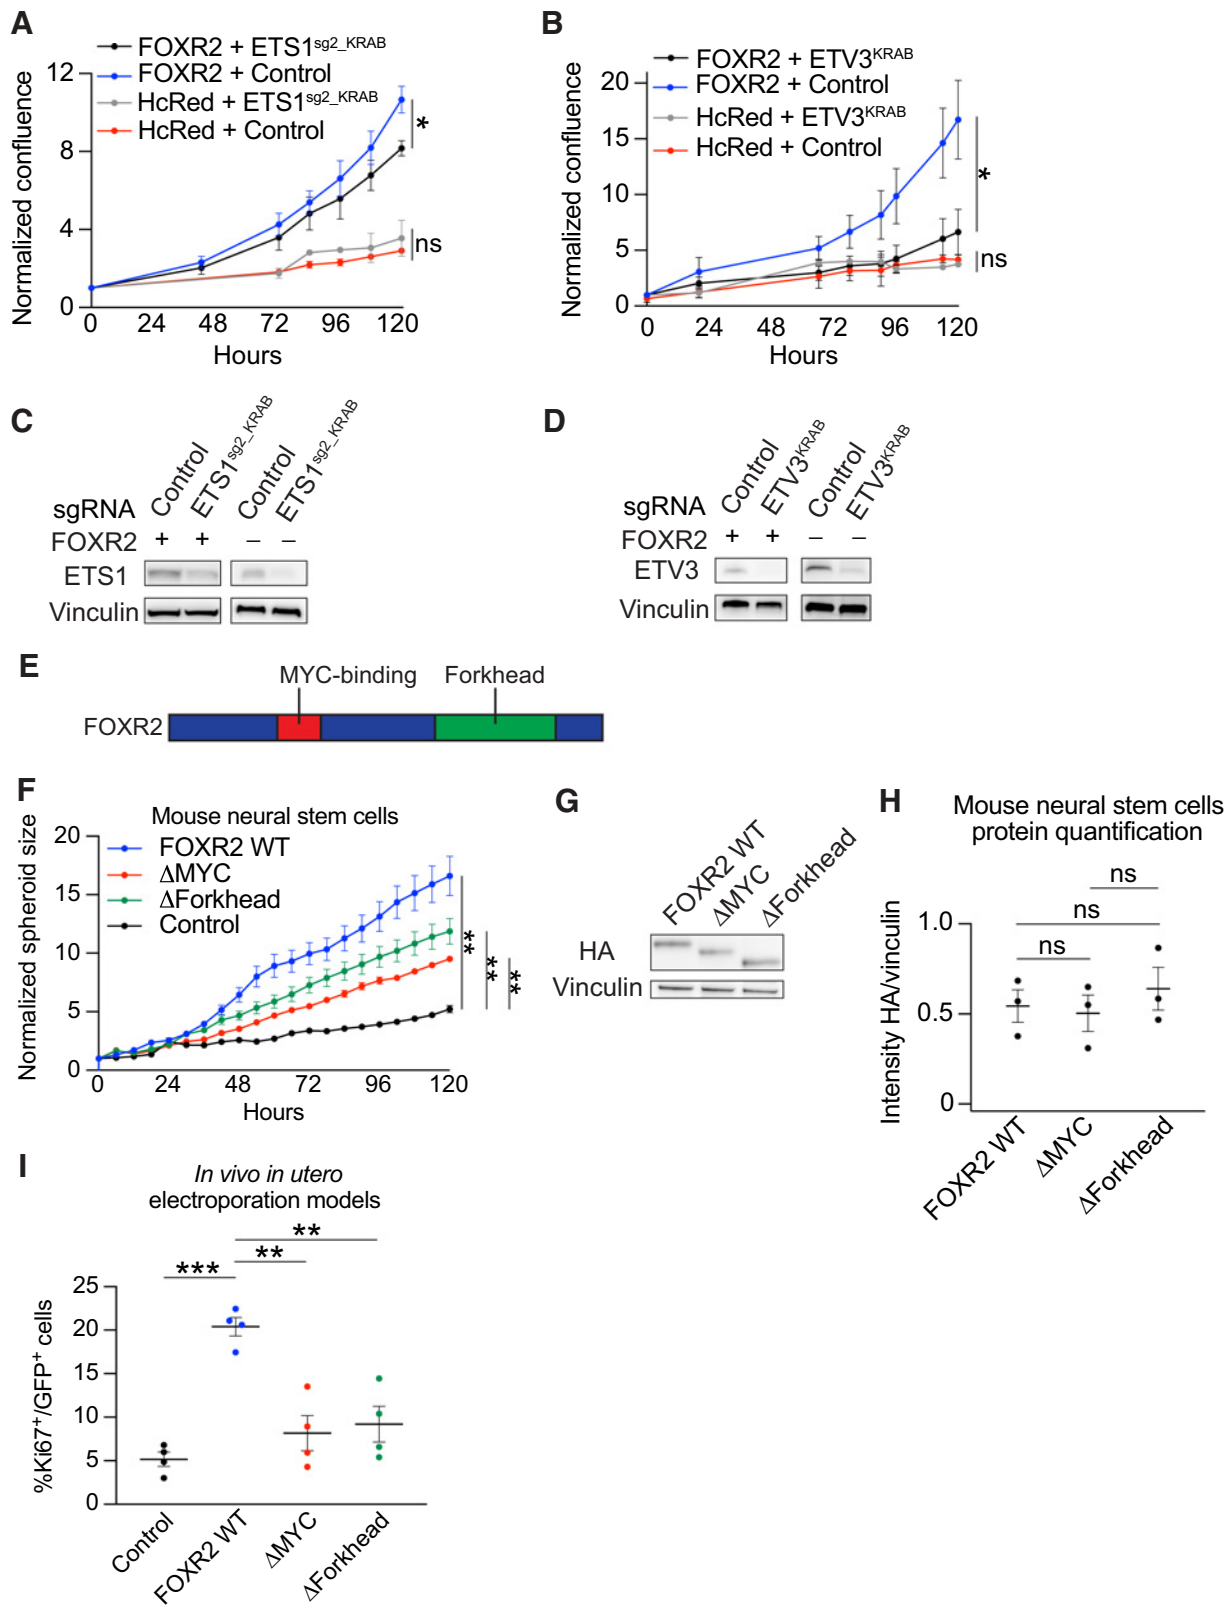 A
FOXR2 + ETS1sg2_KRAB
FOXR2 + Control
HcRed + ETS1sg2_KRAB
HcRed + Control
Normalized confluence
12
8
4
0
*
ns
0 24 48 72 96 120
Hours
B
FOXR2 + ETV3KRAB
FOXR2 + Control
HcRed + ETV3KRAB
HcRed + Control
Normalized confluence
20
15
10
5
0
*
ns
0 24 48 72 96 120
Hours
C
sgRNA
Control
ETS1sg2_KRAB
Control
ETS1sg2_KRAB
FOXR2 + + – –
ETS1
Vinculin
D
sgRNA
Control
ETV3KRAB
Control
ETV3KRAB
FOXR2 + + – –
ETV3
Vinculin
E
MYC-binding Forkhead
FOXR2
F
Mouse neural stem cells
FOXR2 WT
ΔMYC
ΔForkhead
Control
Normalized spheroid size
20
15
10
5
0
**
**
**
0 24 48 72 96 120
Hours
G
FOXR2 WT
ΔMYC
ΔForkhead
HA
Vinculin
H
Mouse neural stem cells
protein quantification
ns
ns
ns
Intensity HA/vinculin
1.0
0.5
0
FOXR2 WT
ΔMYC
ΔForkhead
I
In vivo in utero
electroporation models
**
**
***
%Ki67+/GFP+ cells
25
20
15
10
5
0
Control
FOXR2 WT
ΔMYC
ΔForkhead